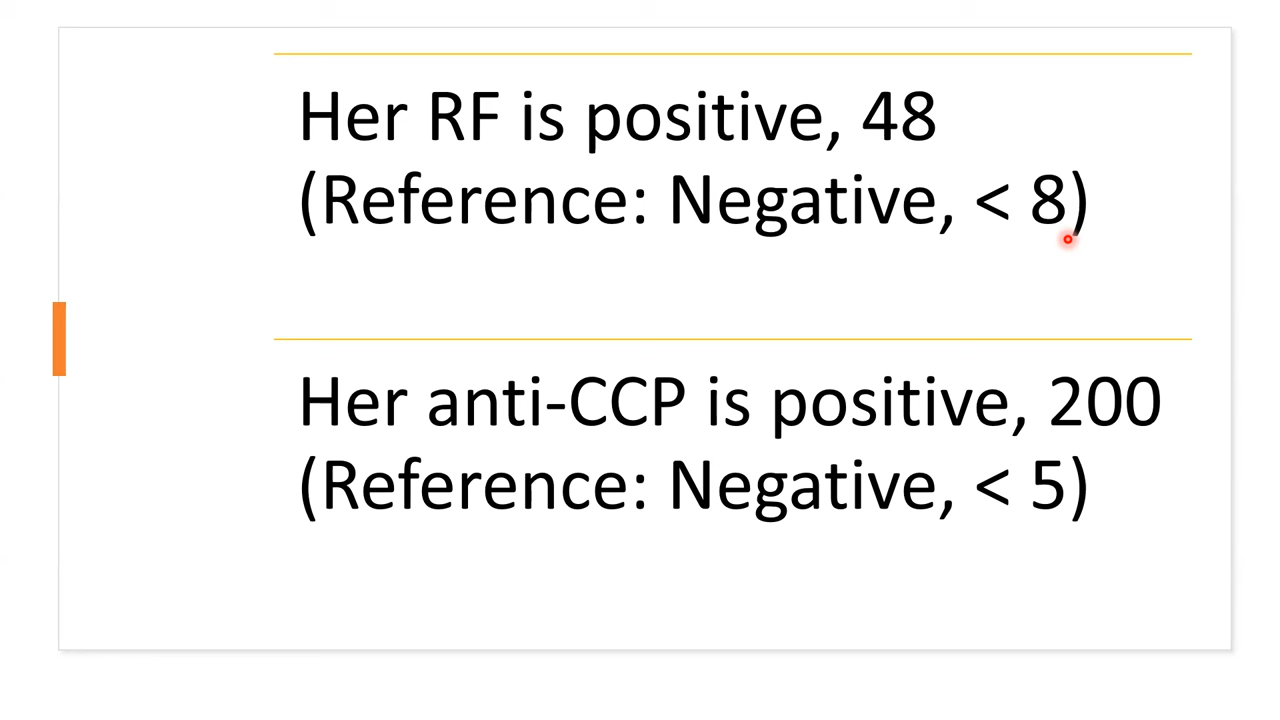 Her RF is positive, 48
(Reference: Negative, < 8)
Her anti-CCP is positive, 200
(Reference: Negative, < 5)